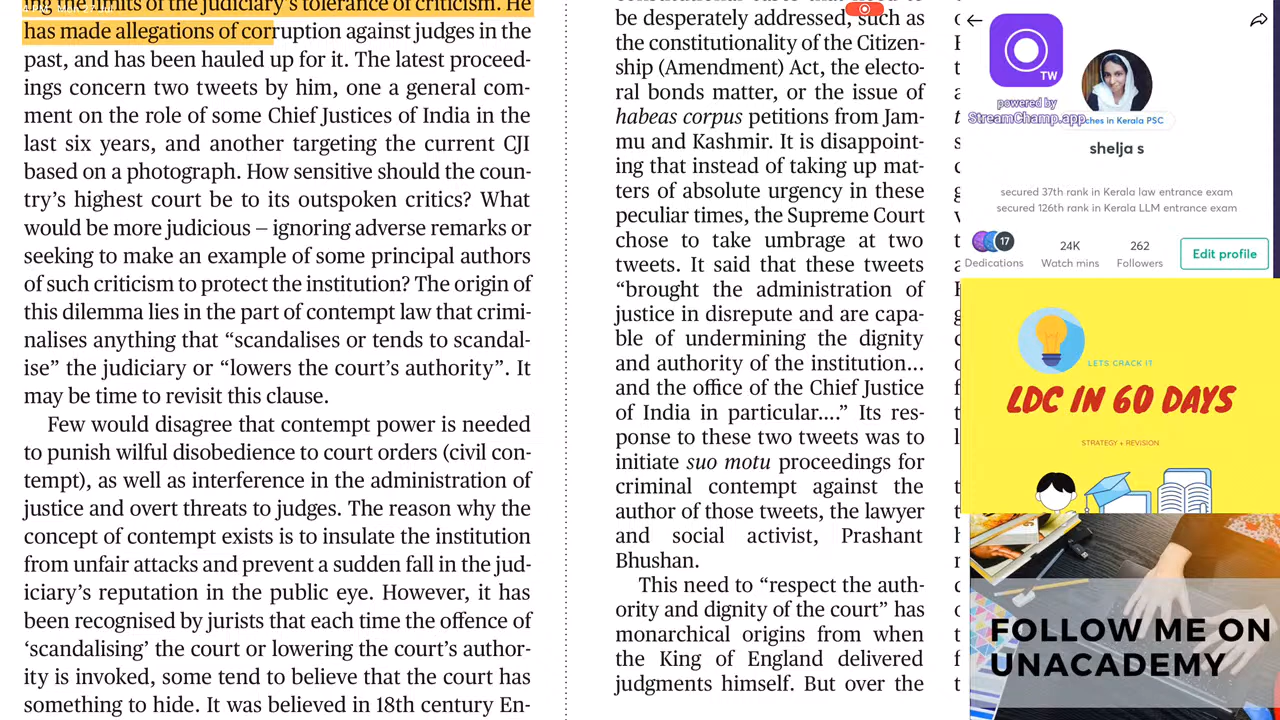 ing the limits of the judiciary's tolerance of criticism. He
has made allegations of corruption against judges in the
past, and has been hauled up for it. The latest proceed-
ings concern two tweets by him, one a general com-
ment on the role of some Chief Justices of India in the
last six years, and another targeting the current CJI
based on a photograph. How sensitive should the coun-
try's highest court be to its outspoken critics? What
would be more judicious – ignoring adverse remarks or
seeking to make an example of some principal authors
of such criticism to protect the institution? The origin of
this dilemma lies in the part of contempt law that crimi-
nalises anything that “scandalises or tends to scandal-
ise” the judiciary or “lowers the court's authority”. It
may be time to revisit this clause.
Few would disagree that contempt power is needed
to punish wilful disobedience to court orders (civil con-
tempt), as well as interference in the administration of
justice and overt threats to judges. The reason why the
concept of contempt exists is to insulate the institution
from unfair attacks and prevent a sudden fall in the jud-
iciary's reputation in the public eye. However, it has
been recognised by jurists that each time the offence of
‘scandalising’ the court or lowering the court's author-
ity is invoked, some tend to believe that the court has
something to hide. It was believed in 18th century En-
be desperately addressed, such as
the constitutionality of the Citizen-
ship (Amendment) Act, the electo-
ral bonds matter, or the issue of
habeas corpus petitions from Jam-
mu and Kashmir. It is disappoint-
ing that instead of taking up mat-
ters of absolute urgency in these
peculiar times, the Supreme Court
chose to take umbrage at two
tweets. It said that these tweets
“brought the administration of
justice in disrepute and are capa-
ble of undermining the dignity
and authority of the institution...
and the office of the Chief Justice
of India in particular....” Its res-
ponse to these two tweets was to
initiate suo motu proceedings for
criminal contempt against the
author of those tweets, the lawyer
and social activist, Prashant
Bhushan.
This need to “respect the auth-
ority and dignity of the court” has
monarchical origins from when
the King of England delivered
judgments himself. But over the
TW
powered by
StreamChamp.app
ches in Kerala PSC
shelja s
secured 37th rank in Kerala law entrance exam
secured 126th rank in Kerala LLM entrance exam
17
Dedications
24K
Watch mins
262
Followers
Edit profile
LETS CRACK IT
LDC IN 60 DAYS
STRATEGY + REVISION
FOLLOW ME ON
UNACADEMY